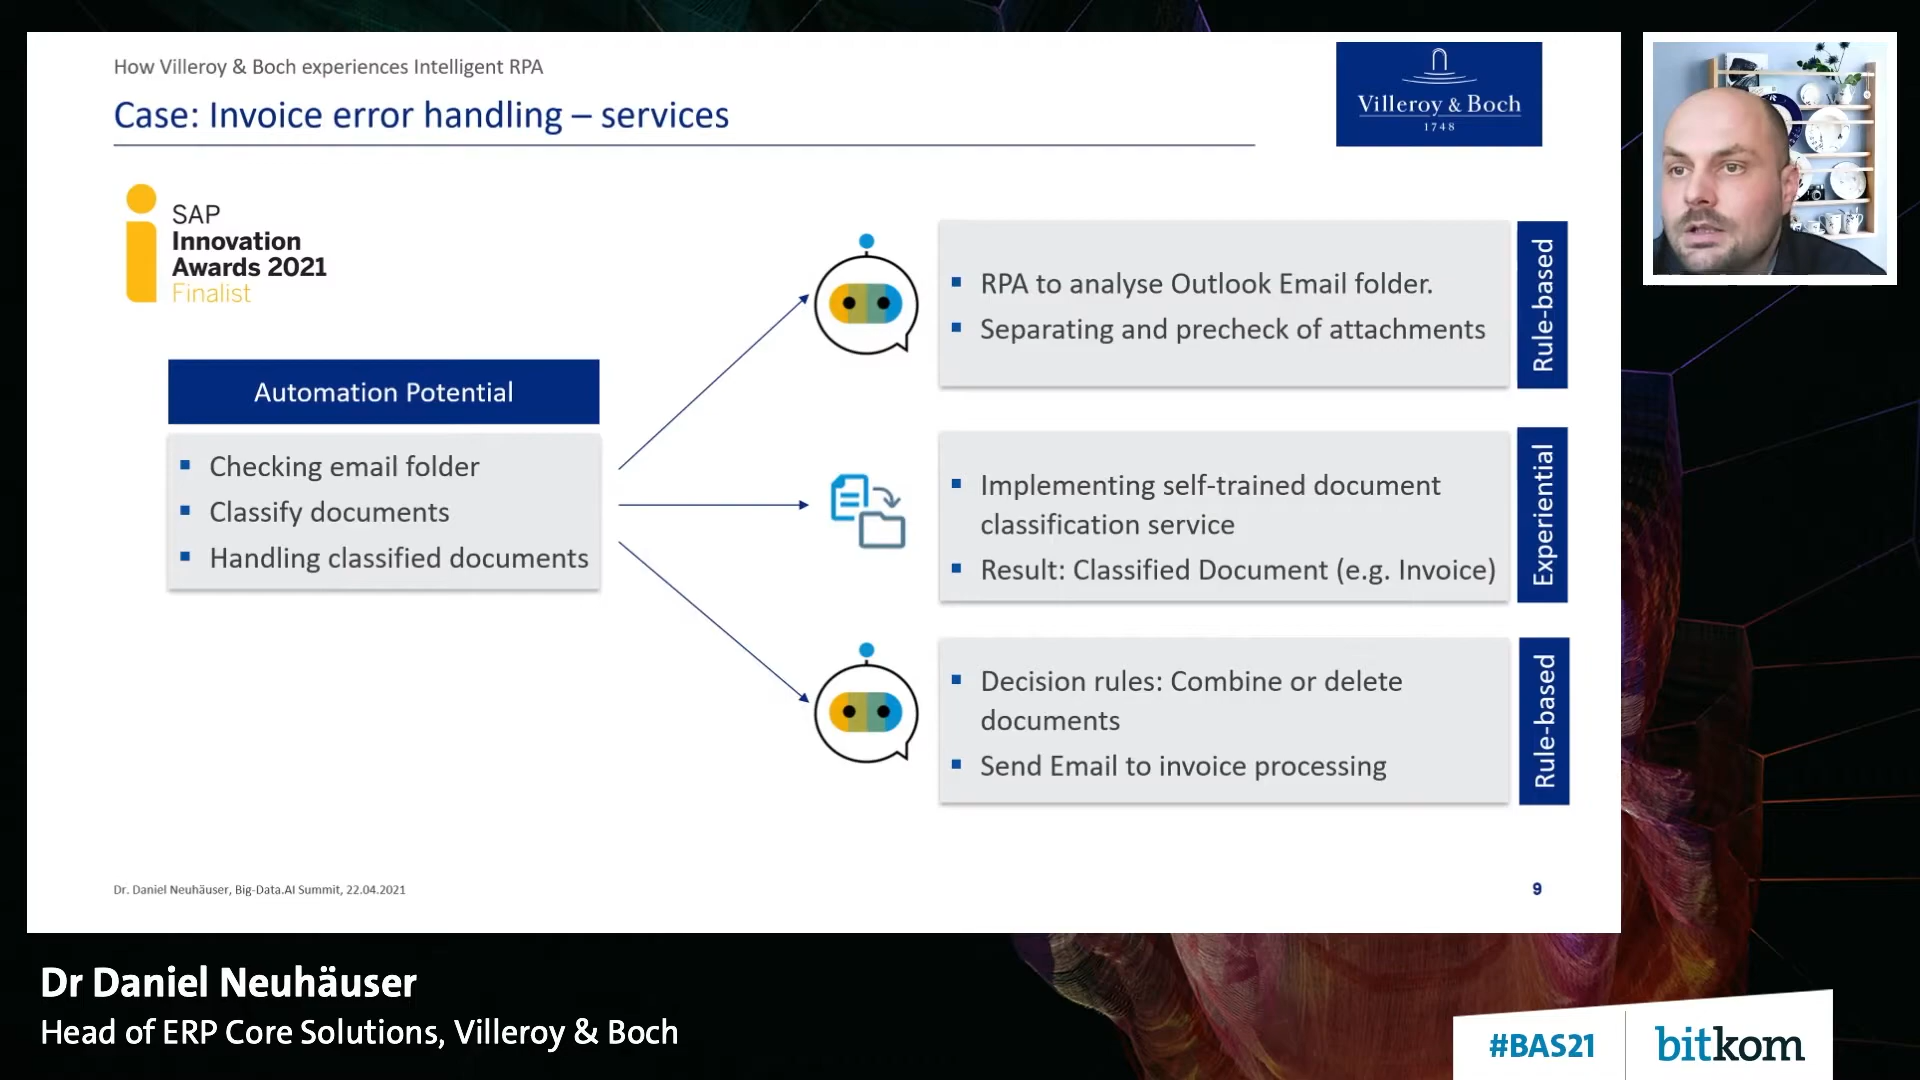 How Villeroy & Boch experiences Intelligent RPA
Case: Invoice error handling – services
Villeroy & Boch
1748
SAP
Innovation
Awards 2021
Finalist
Automation Potential
Checking email folder
Classify documents
Handling classified documents
RPA to analyse Outlook Email folder.
Separating and precheck of attachments
Rule-based
Implementing self-trained document
classification service
Result: Classified Document (e.g. Invoice)
Experiential
Decision rules: Combine or delete
documents
Send Email to invoice processing
Rule-based
Dr. Daniel Neuhäuser, Big-Data.AI Summit, 22.04.2021
9
Dr Daniel Neuhäuser
Head of ERP Core Solutions, Villeroy & Boch
#BAS21
bitkom